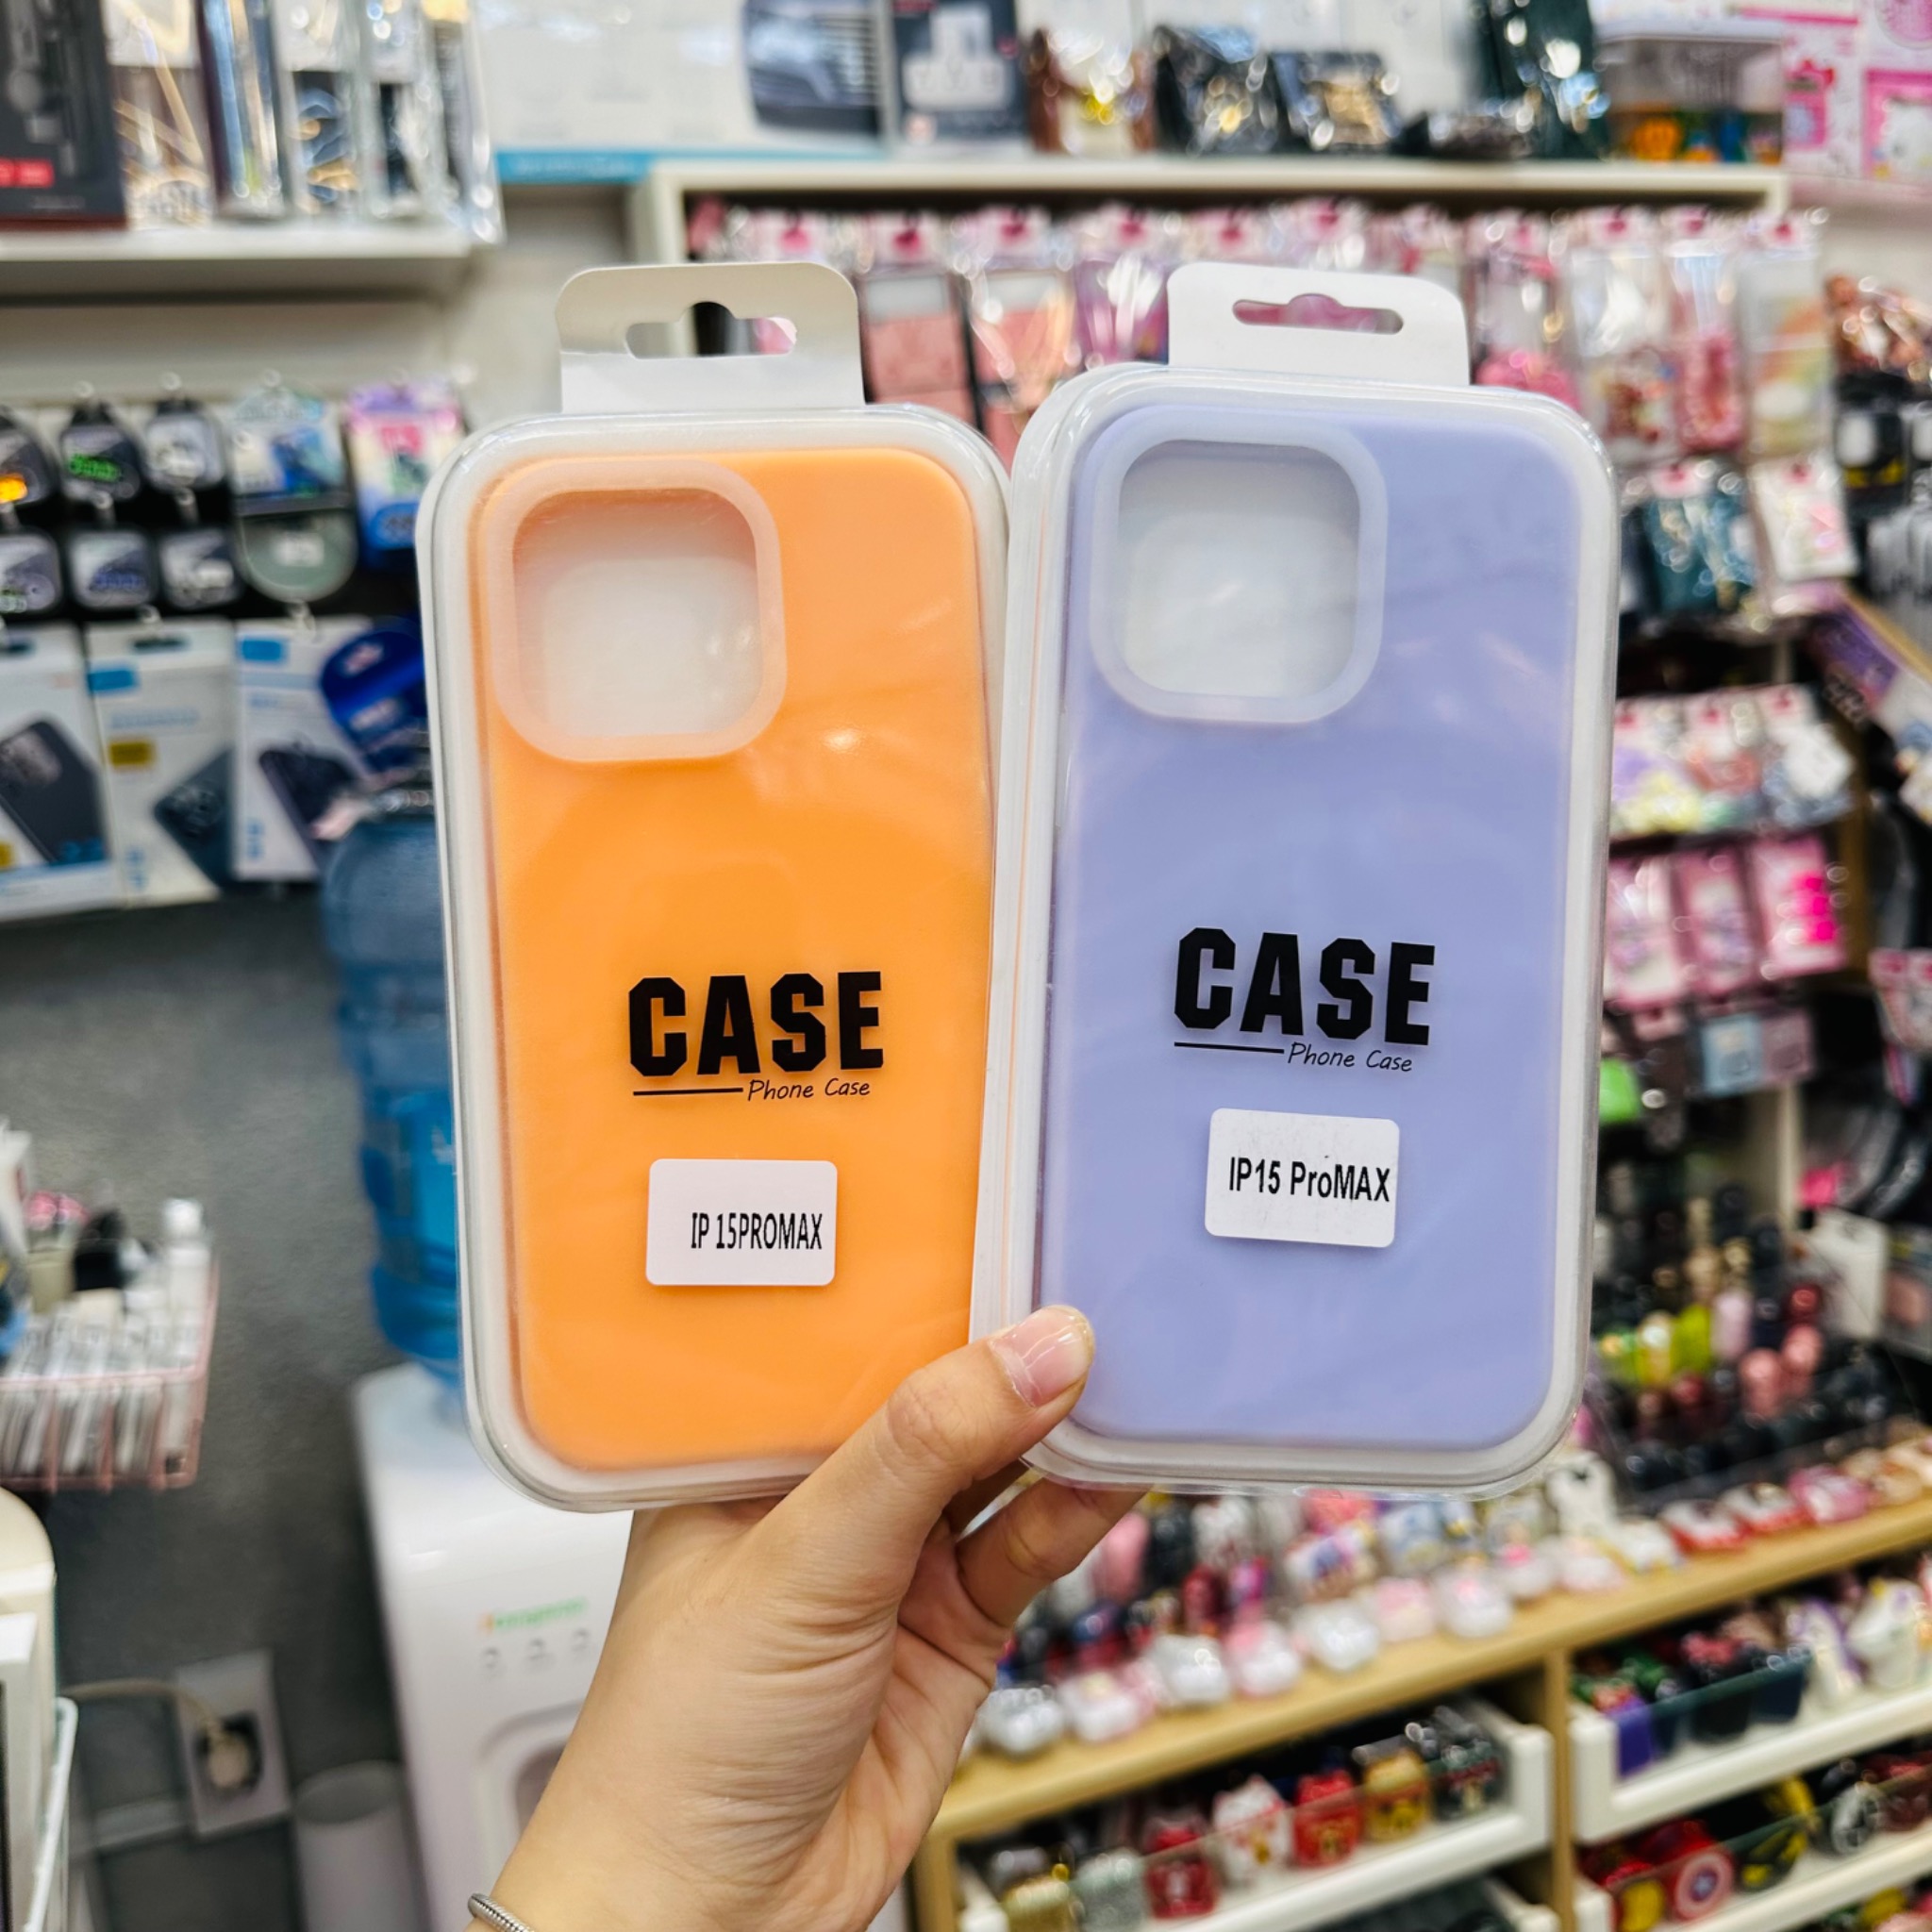 CASE
Phone Case
IP 15PROMAX
CASE
Phone Case
IP15 ProMAX